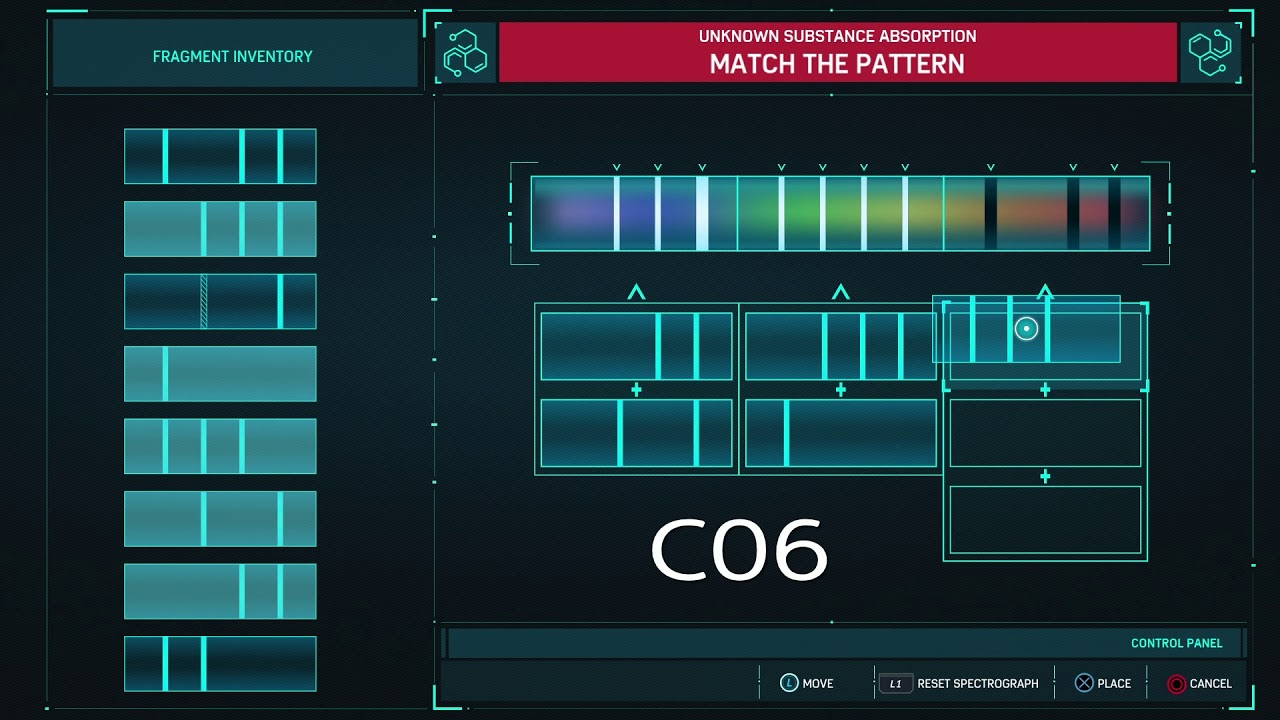 FRAGMENT INVENTORY
UNKNOWN SUBSTANCE ABSORPTION
MATCH THE PATTERN
C06
CONTROL PANEL
L MOVE
L1 RESET SPECTROGRAPH
PLACE
CANCEL